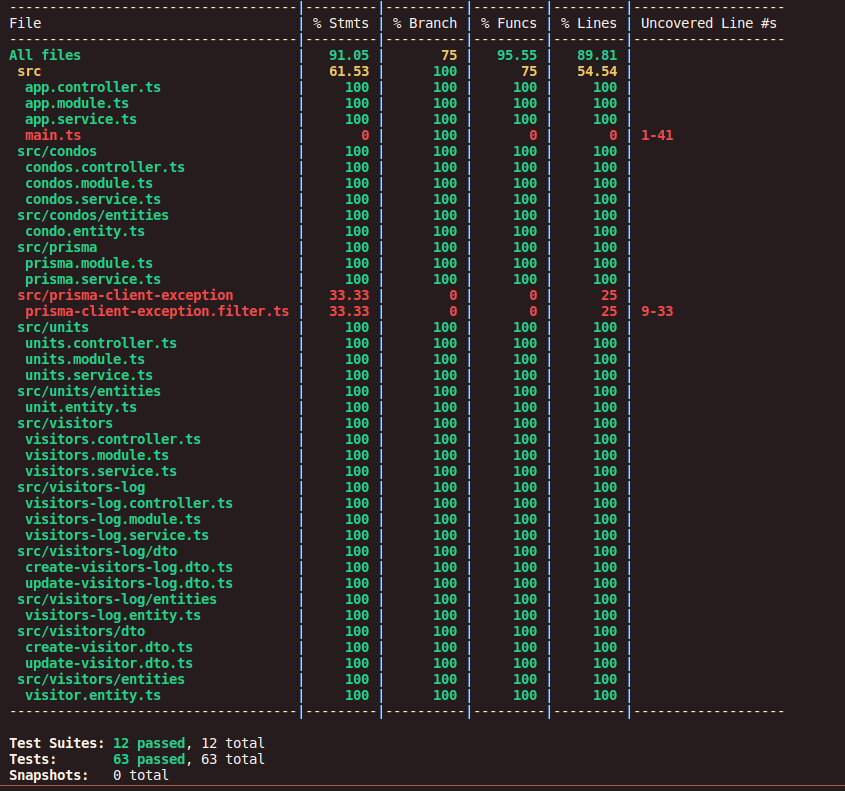 ------------------------------------|---------|----------|---------|---------|-------------------
File                                | % Stmts | % Branch | % Funcs | % Lines | Uncovered Line #s
------------------------------------|---------|----------|---------|---------|-------------------
All files                           |   91.05 |       75 |   95.55 |   89.81 |
 src                                |   61.53 |      100 |      75 |   54.54 |
  app.controller.ts                 |     100 |      100 |     100 |     100 |
  app.module.ts                     |     100 |      100 |     100 |     100 |
  app.service.ts                    |     100 |      100 |     100 |     100 |
  main.ts                           |       0 |      100 |       0 |       0 | 1-41
 src/condos                         |     100 |      100 |     100 |     100 |
  condos.controller.ts              |     100 |      100 |     100 |     100 |
  condos.module.ts                  |     100 |      100 |     100 |     100 |
  condos.service.ts                 |     100 |      100 |     100 |     100 |
 src/condos/entities                |     100 |      100 |     100 |     100 |
  condo.entity.ts                   |     100 |      100 |     100 |     100 |
 src/prisma                         |     100 |      100 |     100 |     100 |
  prisma.module.ts                  |     100 |      100 |     100 |     100 |
  prisma.service.ts                 |     100 |      100 |     100 |     100 |
 src/prisma-client-exception        |   33.33 |        0 |       0 |      25 |
  prisma-client-exception.filter.ts |   33.33 |        0 |       0 |      25 | 9-33
 src/units                          |     100 |      100 |     100 |     100 |
  units.controller.ts               |     100 |      100 |     100 |     100 |
  units.module.ts                   |     100 |      100 |     100 |     100 |
  units.service.ts                  |     100 |      100 |     100 |     100 |
 src/units/entities                 |     100 |      100 |     100 |     100 |
  unit.entity.ts                    |     100 |      100 |     100 |     100 |
 src/visitors                       |     100 |      100 |     100 |     100 |
  visitors.controller.ts            |     100 |      100 |     100 |     100 |
  visitors.module.ts                |     100 |      100 |     100 |     100 |
  visitors.service.ts               |     100 |      100 |     100 |     100 |
 src/visitors-log                   |     100 |      100 |     100 |     100 |
  visitors-log.controller.ts        |     100 |      100 |     100 |     100 |
  visitors-log.module.ts            |     100 |      100 |     100 |     100 |
  visitors-log.service.ts           |     100 |      100 |     100 |     100 |
 src/visitors-log/dto               |     100 |      100 |     100 |     100 |
  create-visitors-log.dto.ts        |     100 |      100 |     100 |     100 |
  update-visitors-log.dto.ts        |     100 |      100 |     100 |     100 |
 src/visitors-log/entities          |     100 |      100 |     100 |     100 |
  visitors-log.entity.ts            |     100 |      100 |     100 |     100 |
 src/visitors/dto                   |     100 |      100 |     100 |     100 |
  create-visitor.dto.ts             |     100 |      100 |     100 |     100 |
  update-visitor.dto.ts             |     100 |      100 |     100 |     100 |
 src/visitors/entities              |     100 |      100 |     100 |     100 |
  visitor.entity.ts                 |     100 |      100 |     100 |     100 |
------------------------------------|---------|----------|---------|---------|-------------------
Test Suites: 12 passed, 12 total
Tests:       63 passed, 63 total
Snapshots:   0 total